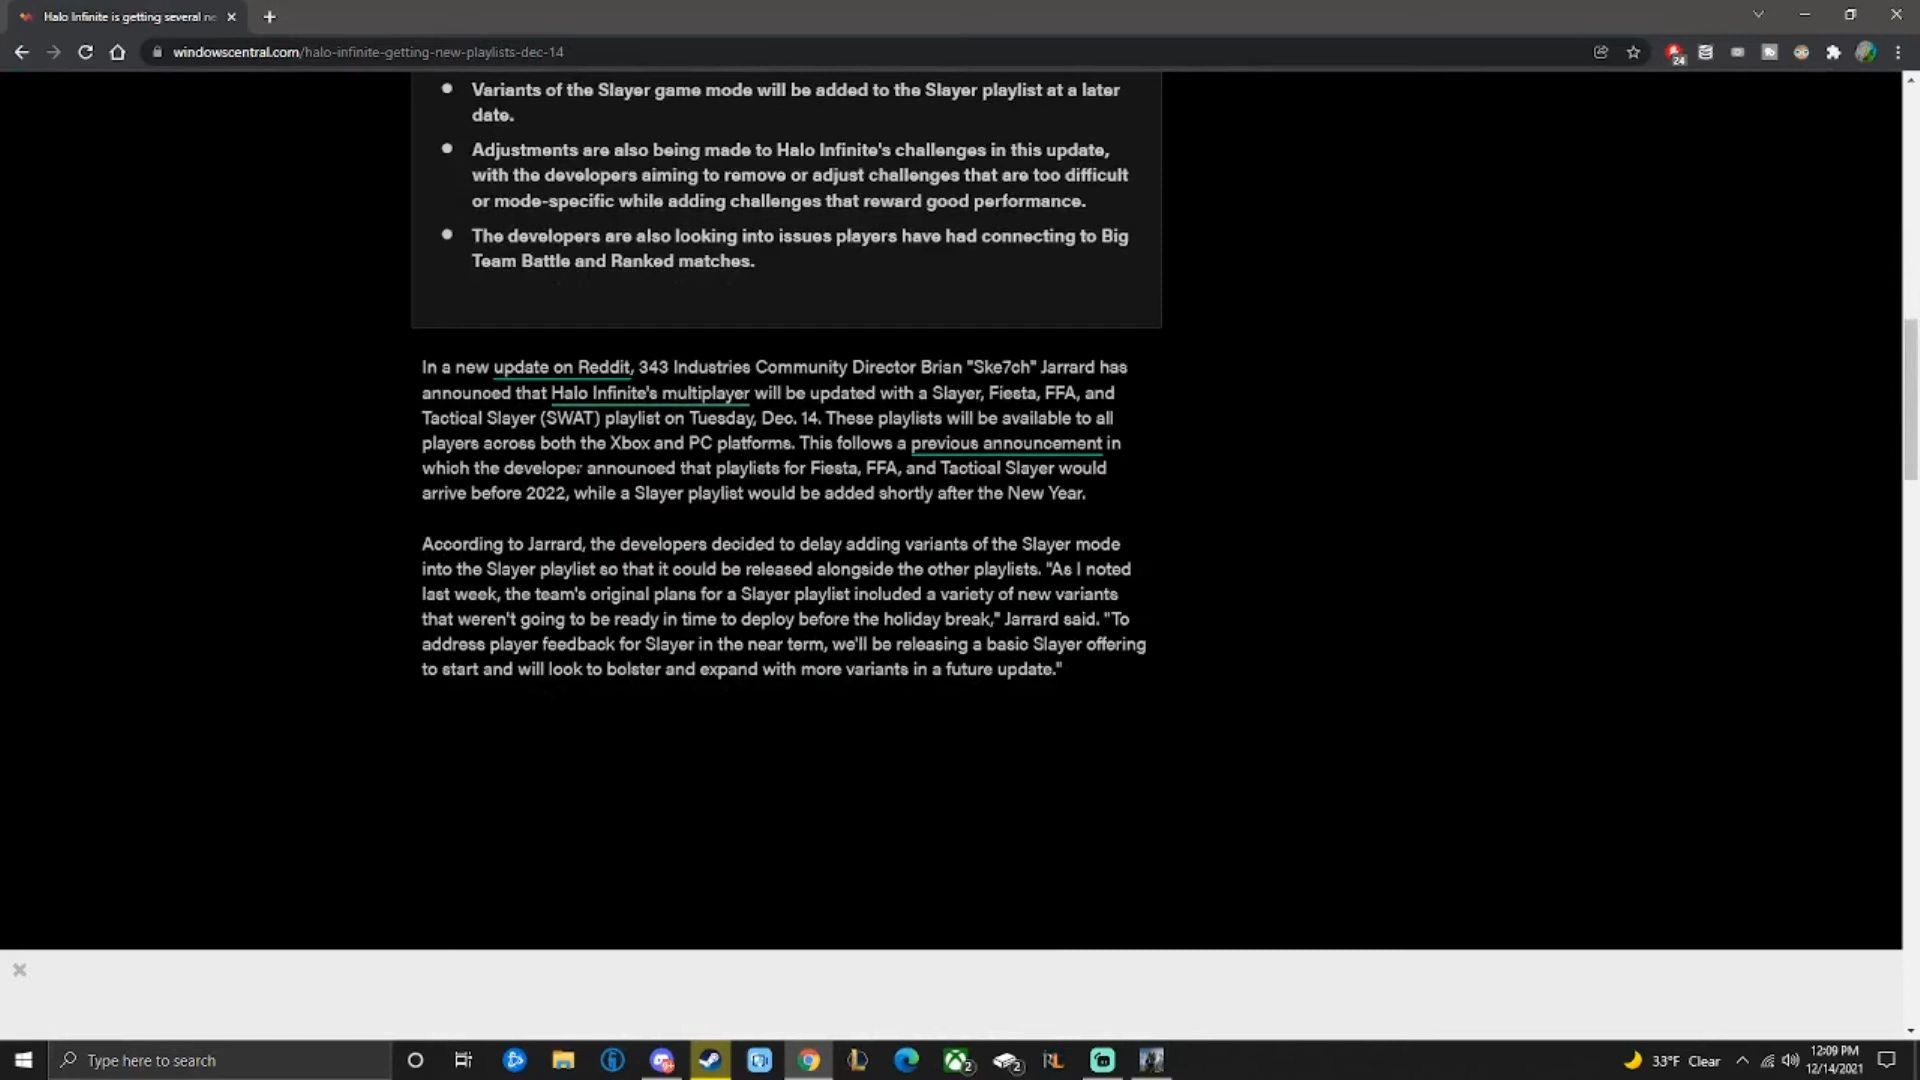 Halo Infinite is getting several ne
windowscentral.com/halo-infinite-getting-new-playlists-dec-14
24
Variants of the Slayer game mode will be added to the Slayer playlist at a later
date.
Adjustments are also being made to Halo Infinite's challenges in this update,
with the developers aiming to remove or adjust challenges that are too difficult
or mode-specific while adding challenges that reward good performance.
The developers are also looking into issues players have had connecting to Big
Team Battle and Ranked matches.
In a new update on Reddit, 343 Industries Community Director Brian "Ske7ch" Jarrard has
announced that Halo Infinite's multiplayer will be updated with a Slayer, Fiesta, FFA, and
Tactical Slayer (SWAT) playlist on Tuesday, Dec. 14. These playlists will be available to all
players across both the Xbox and PC platforms. This follows a previous announcement in
which the developer announced that playlists for Fiesta, FFA, and Tactical Slayer would
arrive before 2022, while a Slayer playlist would be added shortly after the New Year.
According to Jarrard, the developers decided to delay adding variants of the Slayer mode
into the Slayer playlist so that it could be released alongside the other playlists. "As I noted
last week, the team's original plans for a Slayer playlist included a variety of new variants
that weren't going to be ready in time to deploy before the holiday break," Jarrard said. "To
address player feedback for Slayer in the near term, we'll be releasing a basic Slayer offering
to start and will look to bolster and expand with more variants in a future update."
Type here to search
2
2
RL
33°F Clear
12:09 PM
12/14/2021